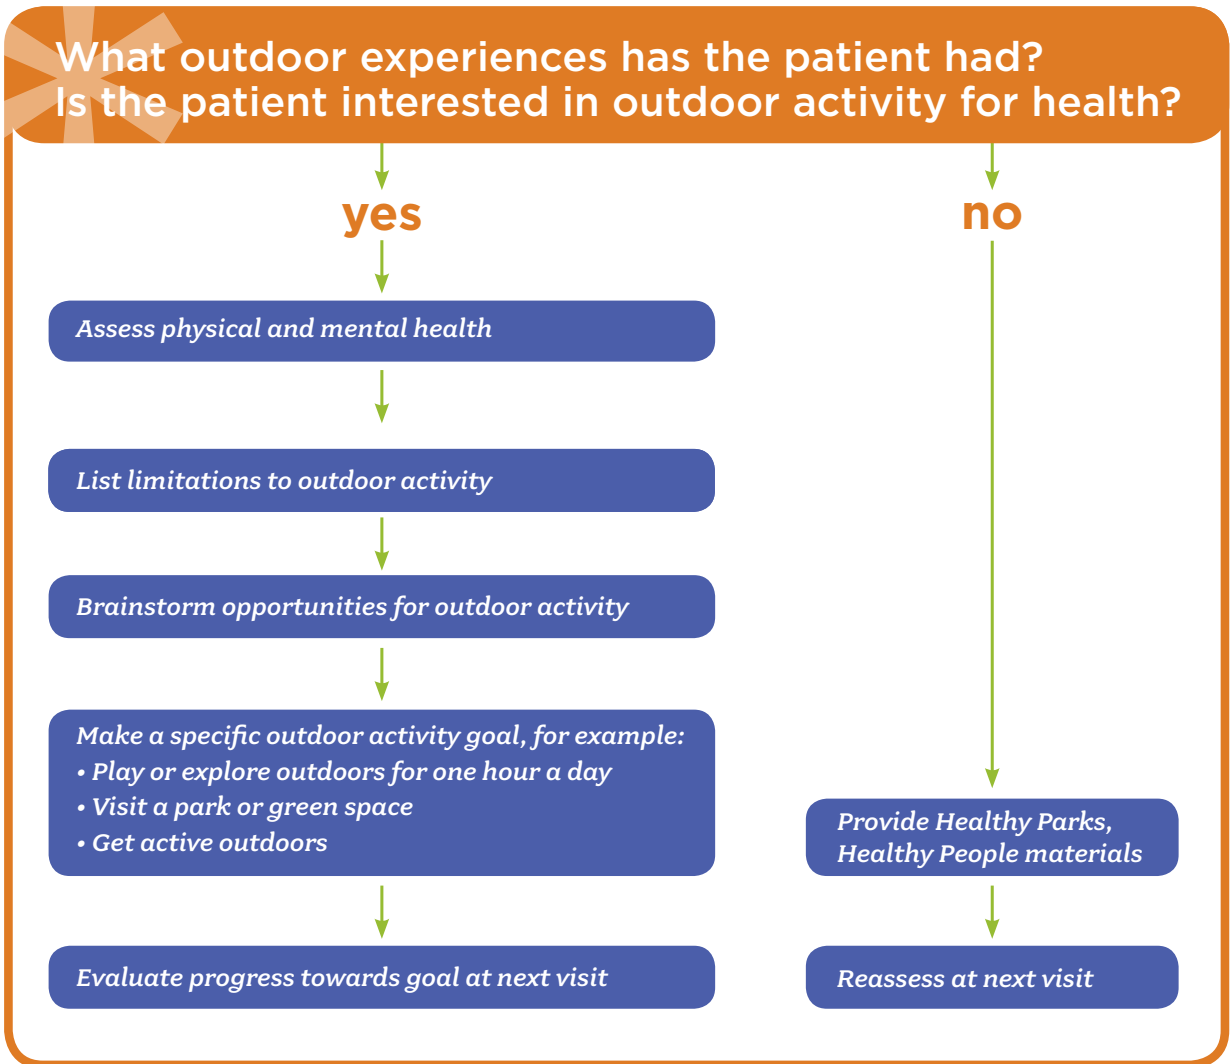 What outdoor experiences has the patient had?
Is the patient interested in outdoor activity for health?
yes
Assess physical and mental health
List limitations to outdoor activity
Brainstorm opportunities for outdoor activity
Make a specific outdoor activity goal, for example:
• Play or explore outdoors for one hour a day
• Visit a park or green space
• Get active outdoors
Evaluate progress towards goal at next visit
no
Provide Healthy Parks,
Healthy People materials
Reassess at next visit